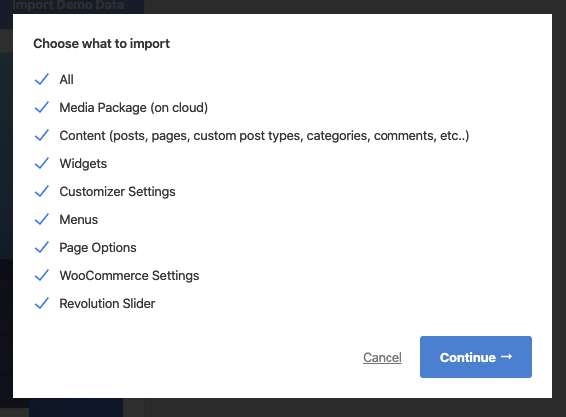 Import Demo Data
Choose what to import
All
Media Package (on cloud)
Content (posts, pages, custom post types, categories, comments, etc..)
Widgets
Customizer Settings
Menus
Page Options
WooCommerce Settings
Revolution Slider
Cancel
Continue →